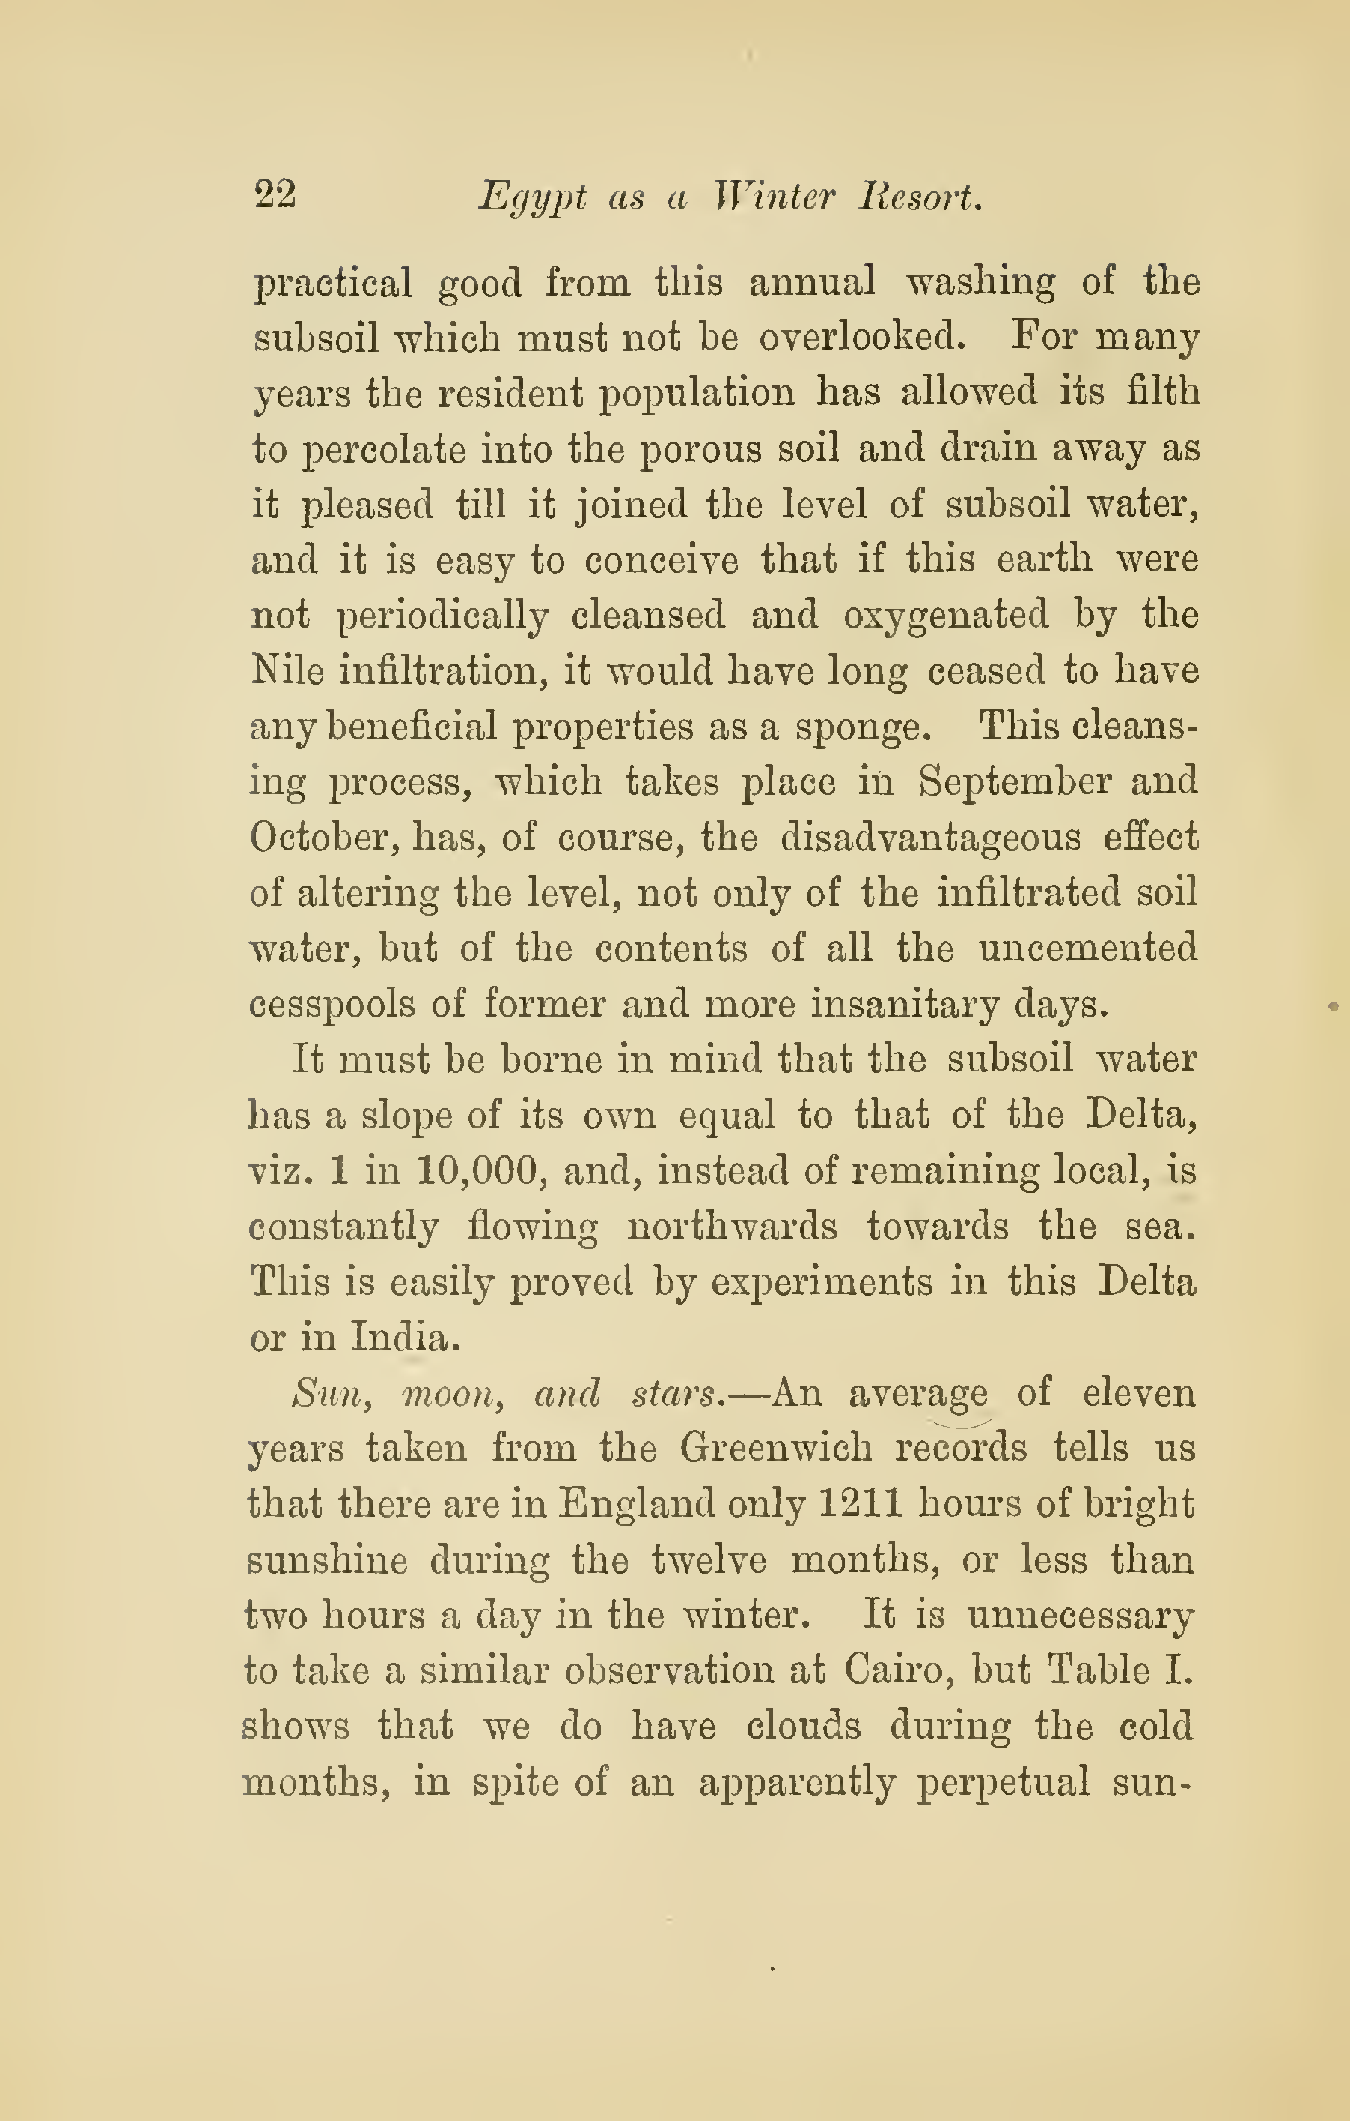 22 Egypt as a Winter Resort.
practical good from this annual washing of the
subsoil which must not be overlooked. For many
years the resident population has allowed its filth
to percolate into the porous soil and drain away as
it pleased till it joined the level of subsoil water,
and it is easy to conceive that if this earth were
not periodically cleansed and oxygenated by the
Nile infiltration, it would have long ceased to have
any beneficial properties as a sponge. This cleans-
ing process, which takes place in September and
October, has, of course, the disadvantageous effect
of altering the level, not only of the infiltrated soil
water, but of the contents of all the uncemented
cesspools of former and more insanitary days.
It must be borne in mind that the subsoil water
has a slope of its own equal to that of the Delta,
viz. 1 in 10,000, and, instead of remaining local, is
constantly flowing northwards towards the sea.
This is easily proved by experiments in this Delta
or in India.
Sun, moon, and stars.—An average of eleven
years taken from the Greenwich records tells us
that there are in England only 1211 hours of bright
sunshine during the twelve months, or less than
two hours a day in the winter. It is unnecessary
to take a similar observation at Cairo, but Table I.
shows that we do have clouds during the cold
months, in spite of an apparently perpetual sun-